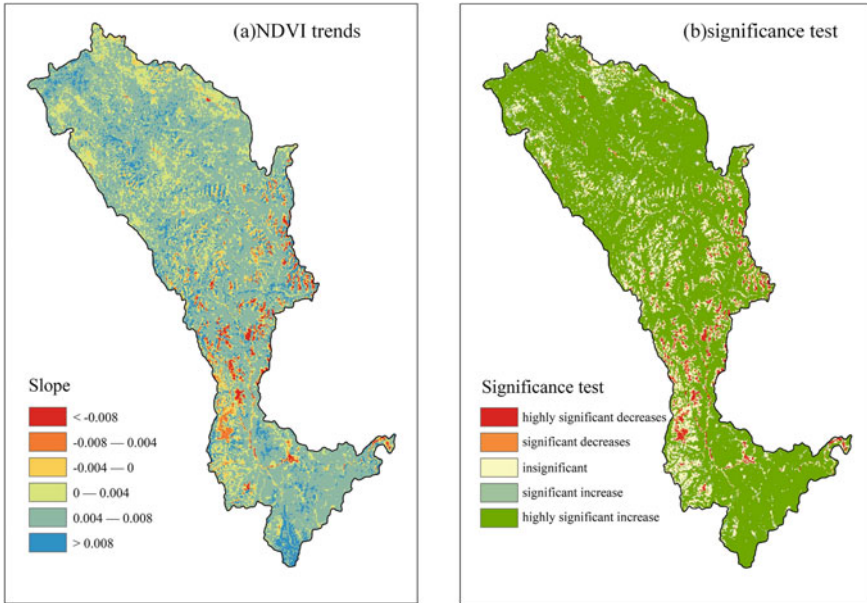 (a)NDVI trends
Slope
< -0.008
-0.008 — 0.004
-0.004 — 0
0 — 0.004
0.004 — 0.008
> 0.008
(b)significance test
Significance test
highly significant decreases
significant decreases
insignificant
significant increase
highly significant increase